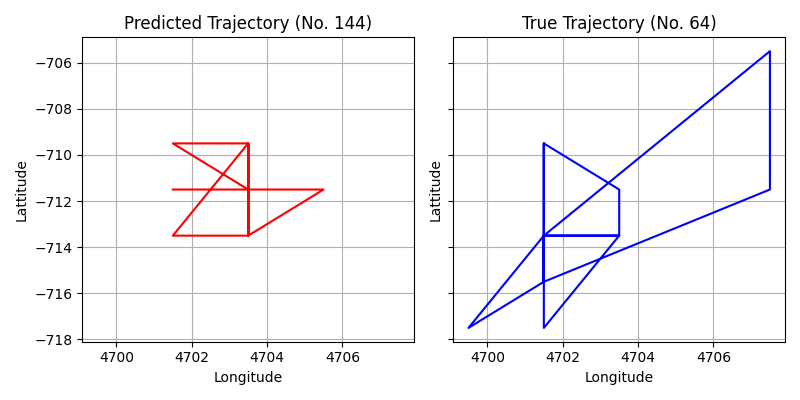 Predicted Trajectory (No. 144)
True Trajectory (No. 64)
−706
−708
−710
−712
−714
−716
−718
Lattitude
Lattitude
4700
4702
4704
4706
4700
4702
4704
4706
Longitude
Longitude